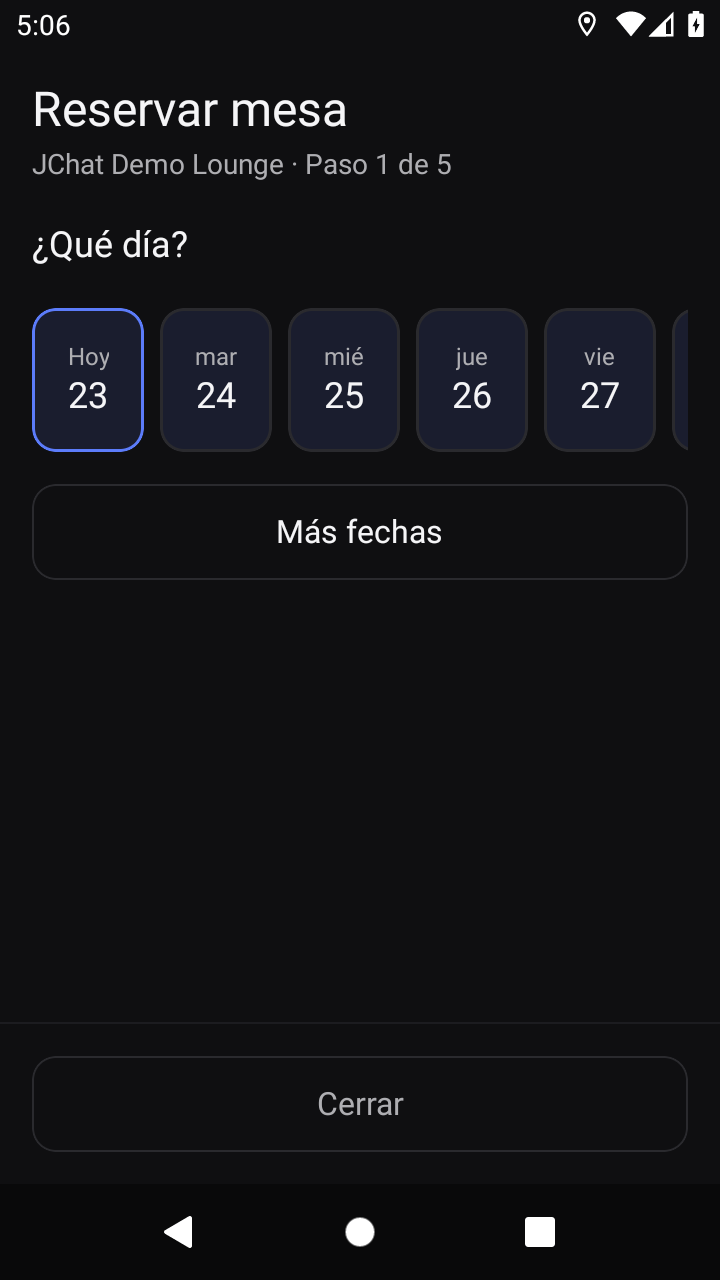 5:06
Reservar mesa
JChat Demo Lounge · Paso 1 de 5
¿Qué día?
Hoy mar mié jue vie
23 24 25 26 27
Más fechas
Cerrar